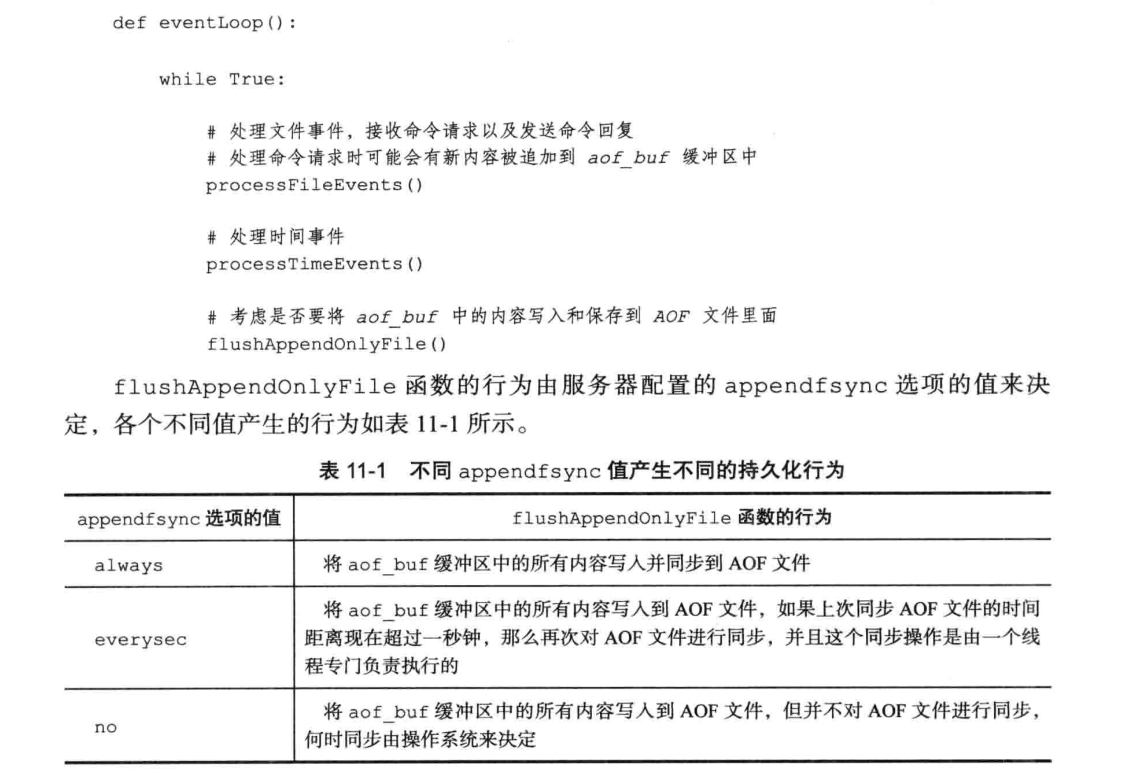 def eventLoop():
while True:
# 处理文件事件，接收命令请求以及发送命令回复
# 处理命令请求时可能会有新内容被追加到 aof_buf 缓冲区中
processFileEvents()
# 处理时间事件
processTimeEvents()
# 考虑是否要将 aof_buf 中的内容写入和保存到 AOF 文件里面
flushAppendOnlyFile()
flushAppendOnlyFile 函数的行为由服务器配置的 appendfsync 选项的值来决
定，各个不同值产生的行为如表 11-1 所示。
表 11-1 不同 appendfsync 值产生不同的持久化行为
appendfsync 选项的值 flushAppendOnlyFile 函数的行为
always 将 aof_buf 缓冲区中的所有内容写入并同步到 AOF 文件
将 aof_buf 缓冲区中的所有内容写入到 AOF 文件，如果上次同步 AOF 文件的时间
everysec 距离现在超过一秒钟，那么再次对 AOF 文件进行同步，并且这个同步操作是由一个线
程专门负责执行的
no 将 aof_buf 缓冲区中的所有内容写入到 AOF 文件，但并不对 AOF 文件进行同步，
何时同步由操作系统来决定